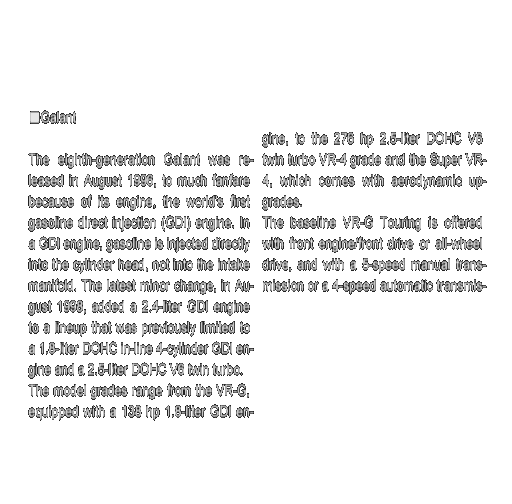 ■Galant
The eighth-generation Galant was re-
leased in August 1996, to much fanfare
because of its engine, the world's first
gasoline direct injection (GDI) engine. In
a GDI engine, gasoline is injected directly
into the cylinder head, not into the intake
manifold. The latest minor change, in Au-
gust 1998, added a 2.4-liter GDI engine
to a lineup that was previously limited to
a 1.8-liter DOHC in-line 4-cylinder GDI en-
gine and a 2.5-liter DOHC V6 twin turbo.
The model grades range from the VR-G,
equipped with a 138 hp 1.8-liter GDI en-
gine, to the 276 hp 2.5-liter DOHC V6
twin turbo VR-4 grade and the Super VR-
4, which comes with aerodynamic up-
grades.
The baseline VR-G Touring is offered
with front engine/front drive or all-wheel
drive, and with a 5-speed manual trans-
mission or a 4-speed automatic transmis-